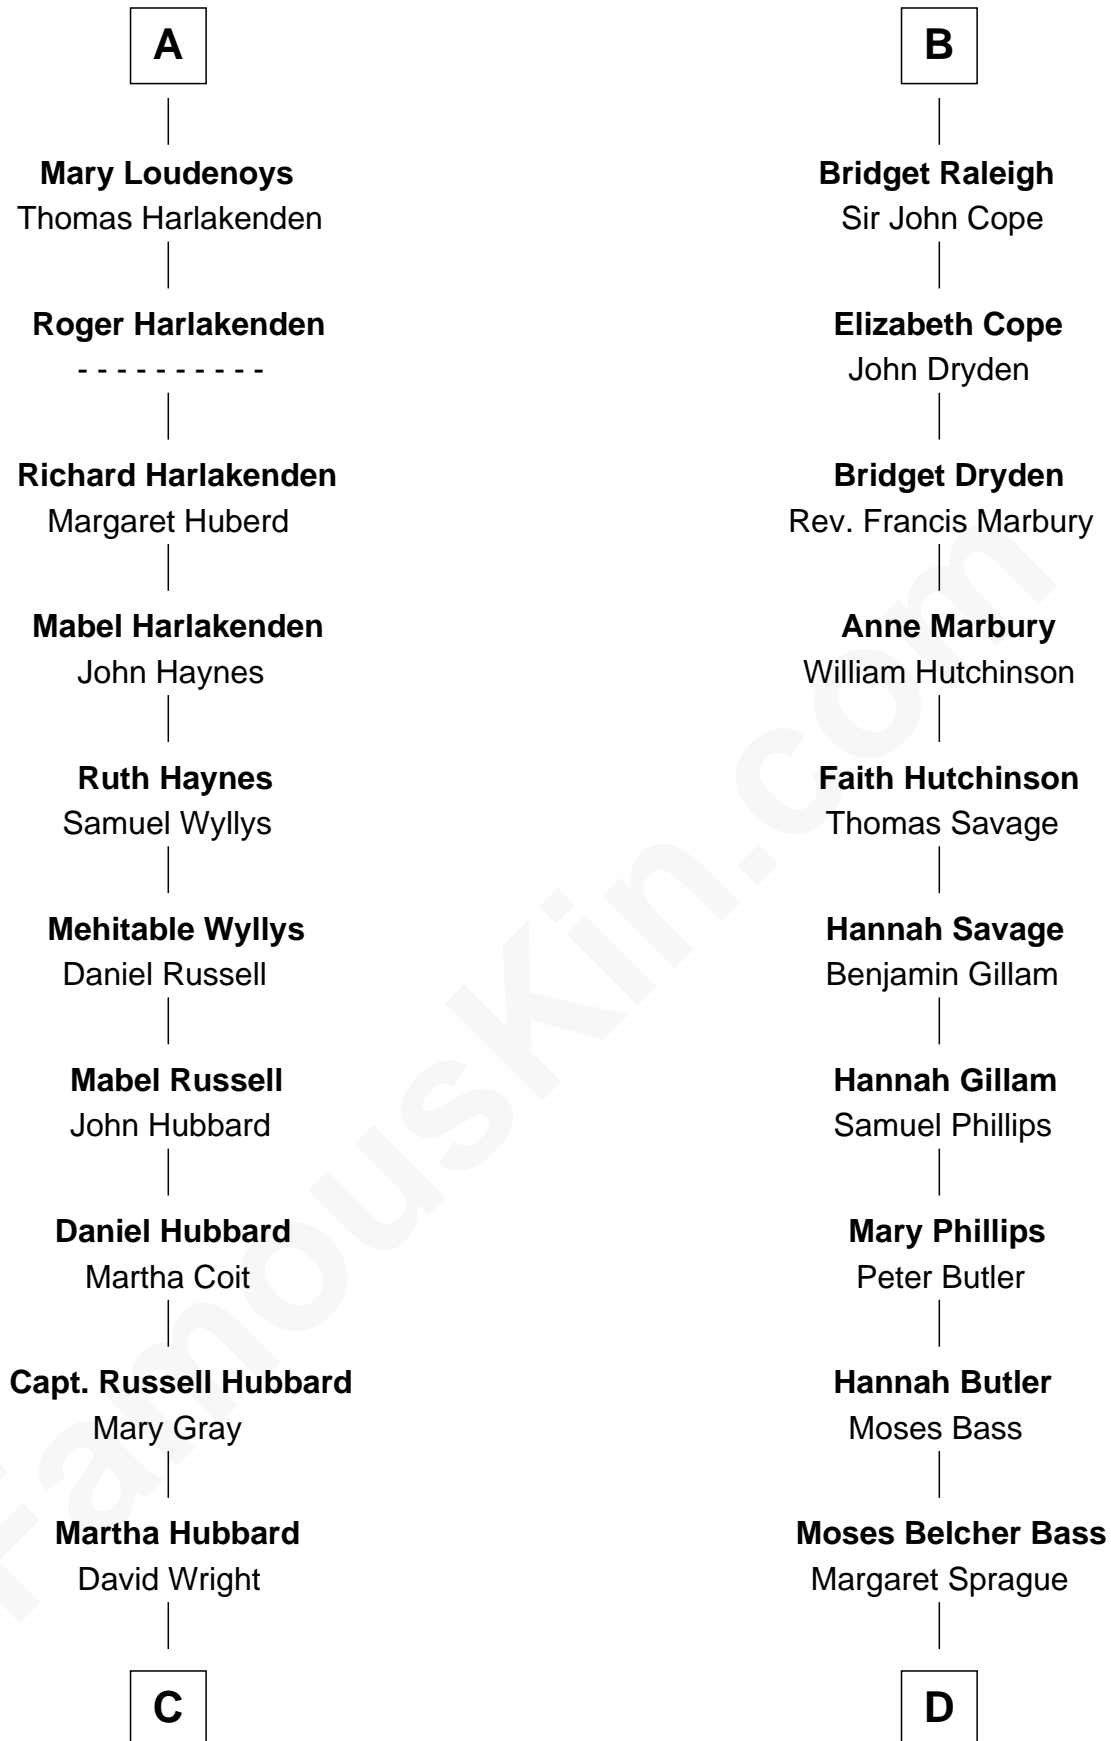 A
Mary Loudenoys
Thomas Harlakenden
Roger Harlakenden
- - - - - - - - - -
Richard Harlakenden
Margaret Huberd
Mabel Harlakenden
John Haynes
Ruth Haynes
Samuel Wyllys
Mehitable Wyllys
Daniel Russell
Mabel Russell
John Hubbard
Daniel Hubbard
Martha Coit
Capt. Russell Hubbard
Mary Gray
Martha Hubbard
David Wright
C
B
Bridget Raleigh
Sir John Cope
Elizabeth Cope
John Dryden
Bridget Dryden
Rev. Francis Marbury
Anne Marbury
William Hutchinson
Faith Hutchinson
Thomas Savage
Hannah Savage
Benjamin Gillam
Hannah Gillam
Samuel Phillips
Mary Phillips
Peter Butler
Hannah Butler
Moses Bass
Moses Belcher Bass
Margaret Sprague
D
FamousKin.com